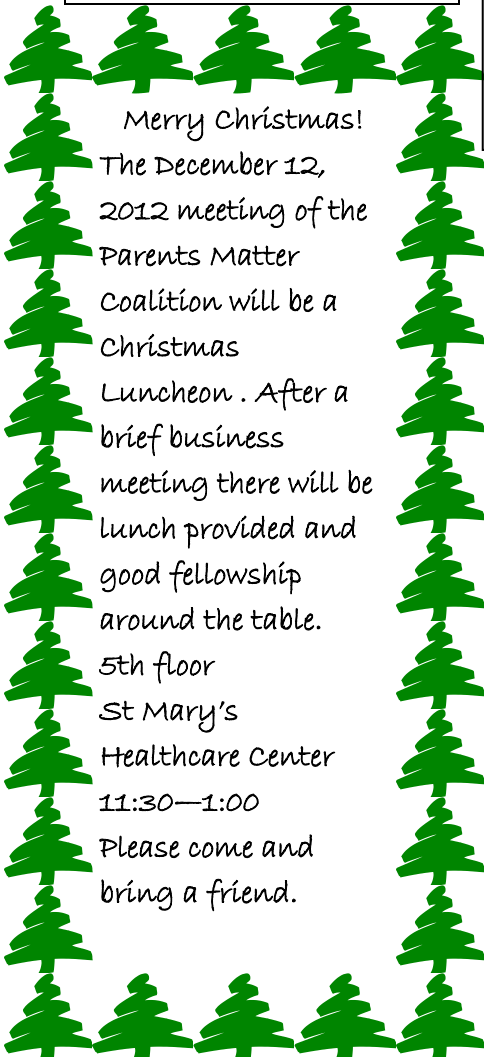 Merry Christmas!
The December 12,
2012 meeting of the
Parents Matter
Coalition will be a
Christmas
Luncheon . After a
brief business
meeting there will be
lunch provided and
good fellowship
around the table.
5th floor
St Mary's
Healthcare Center
11:30—1:00
Please come and
bring a friend.